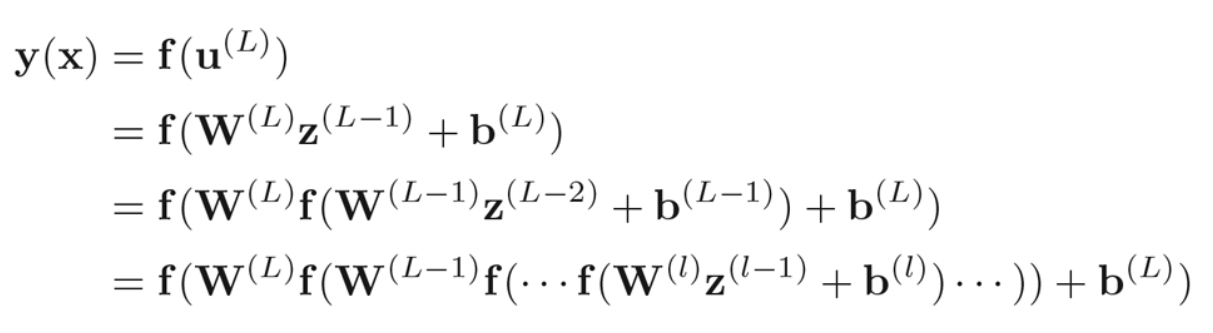 y(x) = f(u^(L))
= f(W^(L)z^(L−1) + b^(L))
= f(W^(L)f(W^(L−1)z^(L−2) + b^(L−1)) + b^(L))
= f(W^(L)f(W^(L−1)f(⋯f(W^(l)z^(l−1) + b^(l))⋯)) + b^(L))